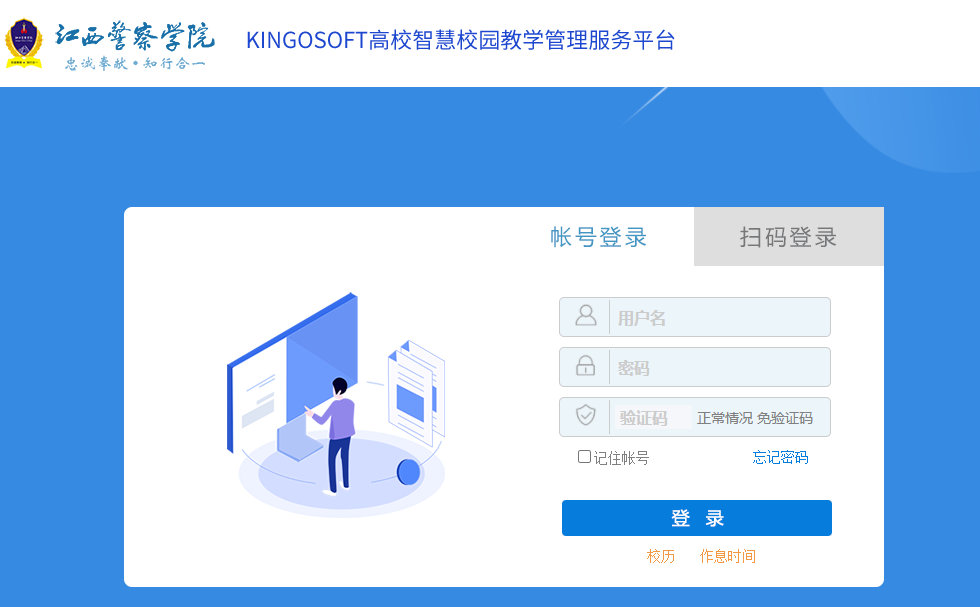 江西警察学院
忠诚奉献•知行合一
KINGOSOFT高校智慧校园教学管理服务平台
帐号登录
扫码登录
用户名
密码
验证码 正常情况 免验证码
记住帐号
忘记密码
登 录
校历
作息时间